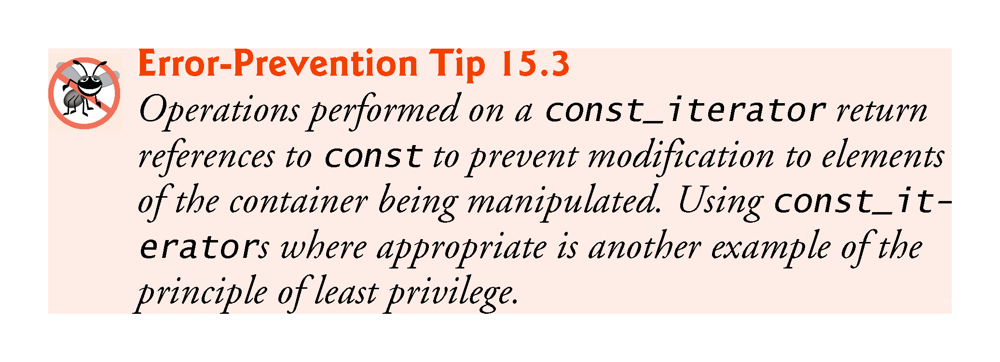 Error-Prevention Tip 15.3
Operations performed on a const_iterator return
references to const to prevent modification to elements
of the container being manipulated. Using const_it-
erators where appropriate is another example of the
principle of least privilege.